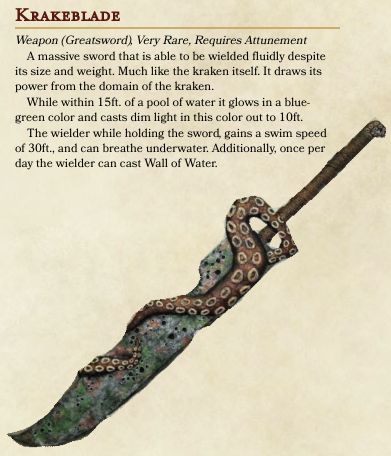 Krakeblade
Weapon (Greatsword), Very Rare, Requires Attunement
A massive sword that is able to be wielded fluidly despite
its size and weight. Much like the kraken itself. It draws its
power from the domain of the kraken.
While within 15ft. of a pool of water it glows in a blue-
green color and casts dim light in this color out to 10ft.
The wielder while holding the sword, gains a swim speed
of 30ft., and can breathe underwater. Additionally, once per
day the wielder can cast Wall of Water.